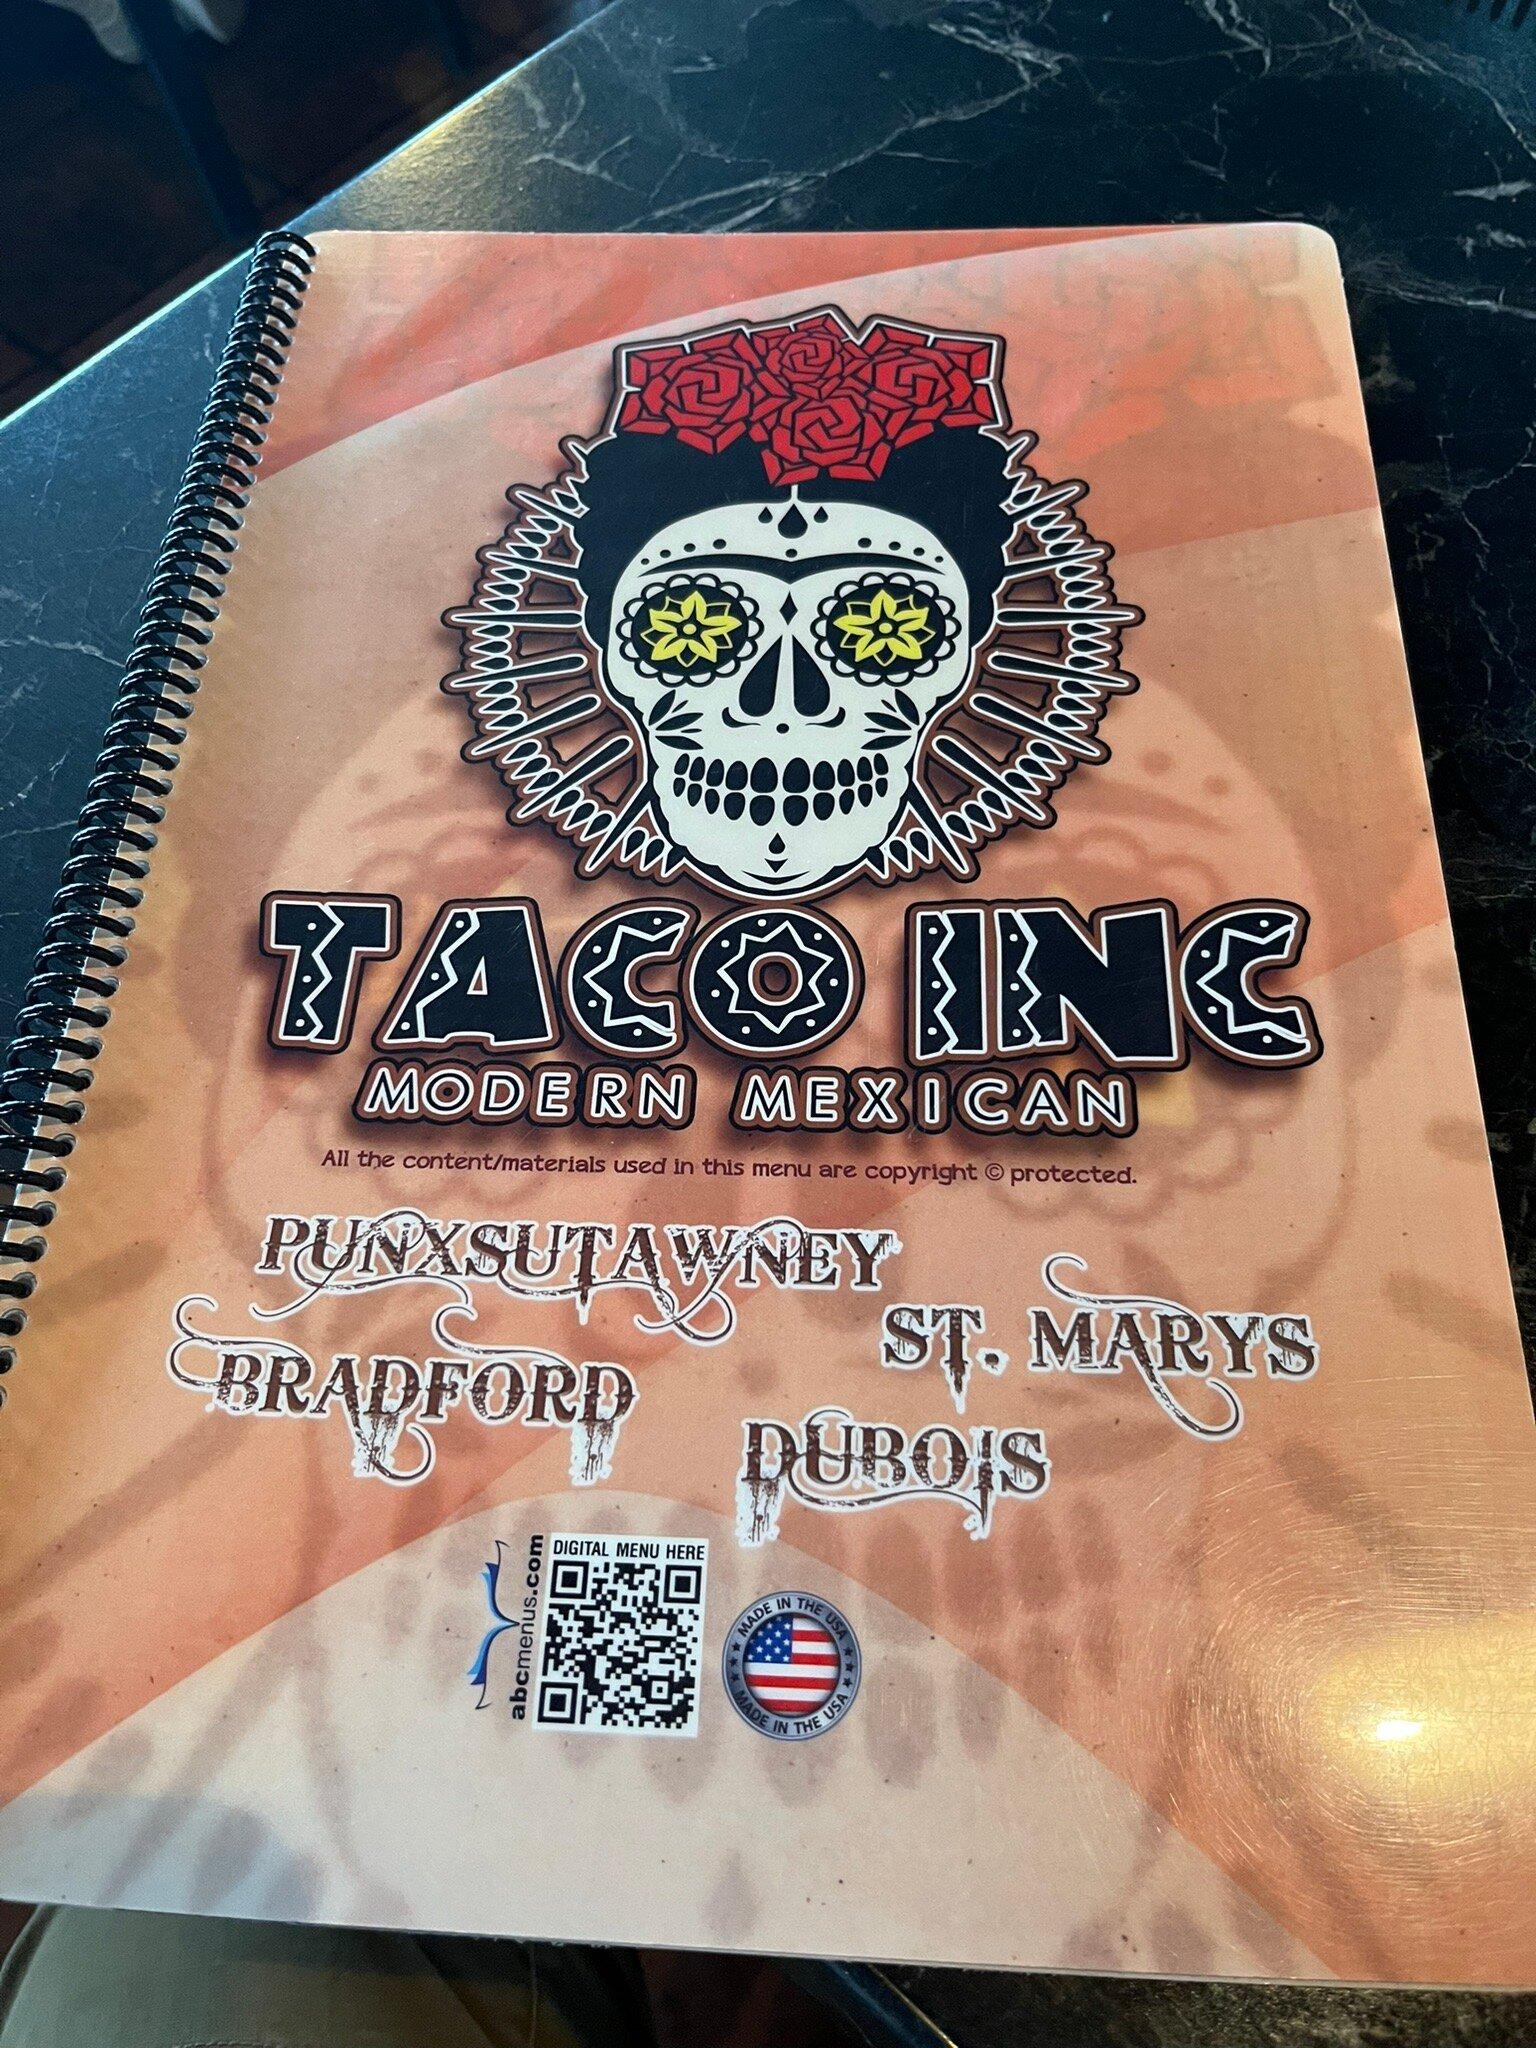 TACO INC
MODERN MEXICAN
All the content/materials used in this menu are copyright © protected.
PUNXSUTAWNEY
ST. MARYS
BRADFORD
DUBOIS
abcmenus.com
DIGITAL MENU HERE
MADE IN THE USA
MADE IN THE USA